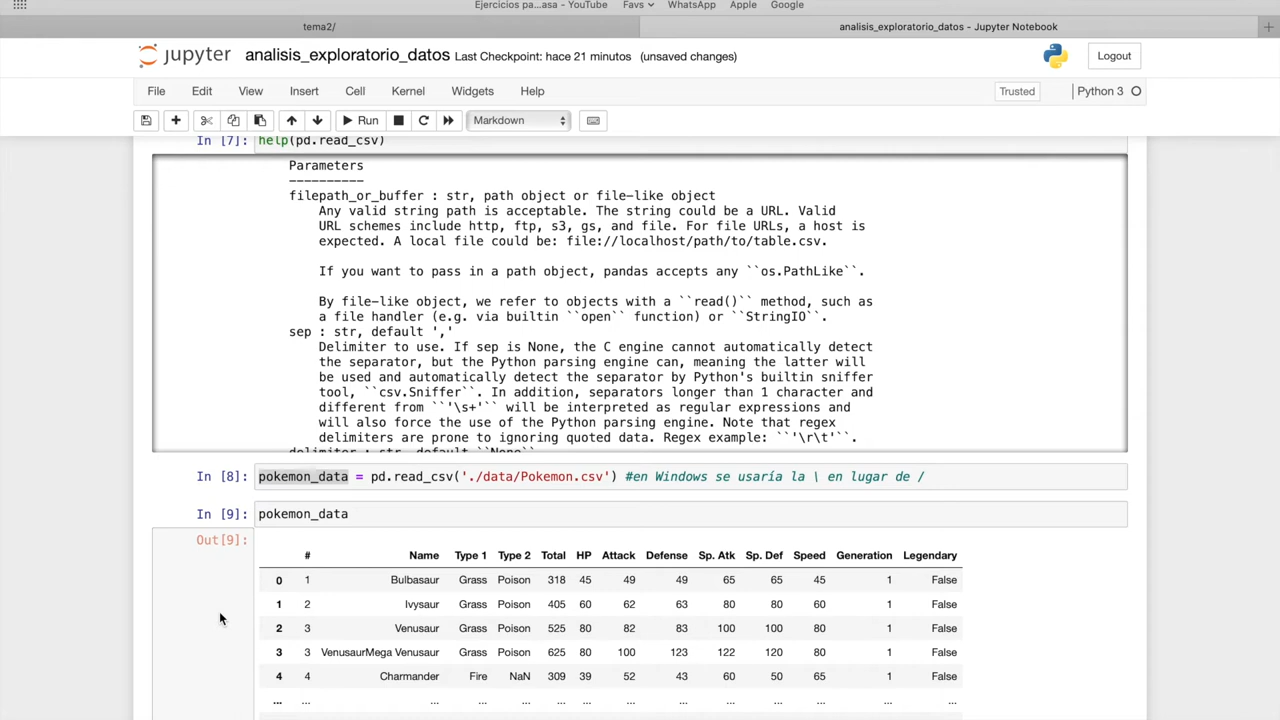 Ejercicios pa...asa - YouTube Favs WhatsApp Apple Google
tema2/ analisis_exploratorio_datos - Jupyter Notebook
jupyter analisis_exploratorio_datos Last Checkpoint: hace 21 minutos (unsaved changes) Logout
File Edit View Insert Cell Kernel Widgets Help Trusted Python 3
Run Markdown
In [7]: help(pd.read_csv)
Parameters
----------
filepath_or_buffer : str, path object or file-like object
Any valid string path is acceptable. The string could be a URL. Valid
URL schemes include http, ftp, s3, gs, and file. For file URLs, a host is
expected. A local file could be: file://localhost/path/to/table.csv.
If you want to pass in a path object, pandas accepts any ``os.PathLike``.
By file-like object, we refer to objects with a ``read()`` method, such as
a file handler (e.g. via builtin ``open`` function) or ``StringIO``.
sep : str, default ','
Delimiter to use. If sep is None, the C engine cannot automatically detect
the separator, but the Python parsing engine can, meaning the latter will
be used and automatically detect the separator by Python's builtin sniffer
tool, ``csv.Sniffer``. In addition, separators longer than 1 character and
different from ``'\s+'`` will be interpreted as regular expressions and
will also force the use of the Python parsing engine. Note that regex
delimiters are prone to ignoring quoted data. Regex example: ``'\r\t'``.
delimiter : str, default ``None``
In [8]: pokemon_data = pd.read_csv('./data/Pokemon.csv') #en Windows se usaría la \ en lugar de /
In [9]: pokemon_data
Out[9]:
# Name Type 1 Type 2 Total HP Attack Defense Sp. Atk Sp. Def Speed Generation Legendary
0 1 Bulbasaur Grass Poison 318 45 49 49 65 65 45 1 False
1 2 Ivysaur Grass Poison 405 60 62 63 80 80 60 1 False
2 3 Venusaur Grass Poison 525 80 82 83 100 100 80 1 False
3 3 VenusaurMega Venusaur Grass Poison 625 80 100 123 122 120 80 1 False
4 4 Charmander Fire NaN 309 39 52 43 60 50 65 1 False
... ... ... ... ... ... ... ... ... ... ... ... ... ...